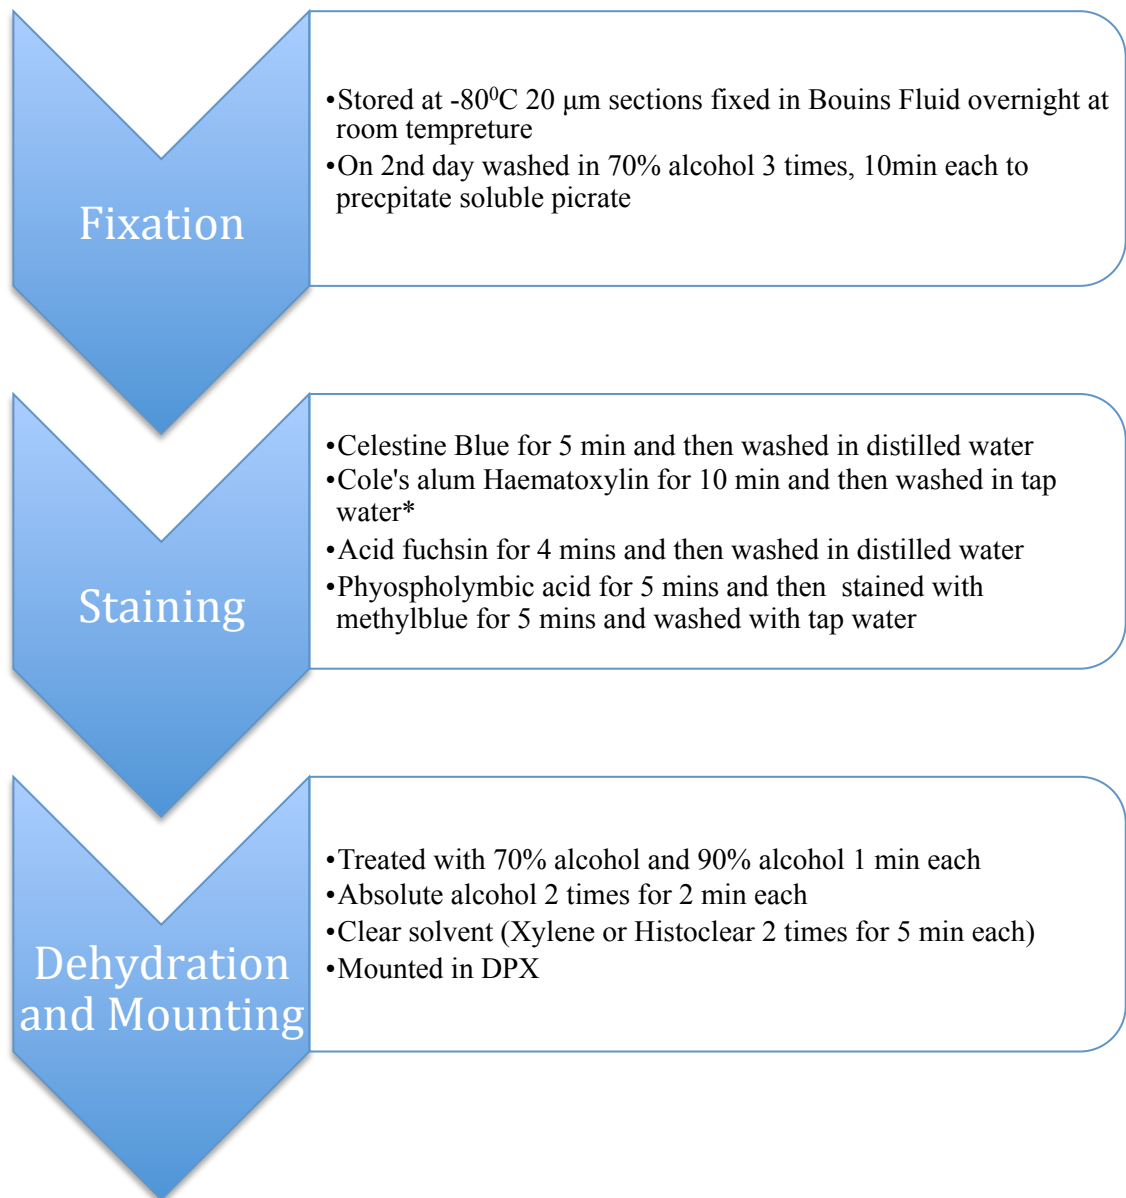 Fixation
•Stored at -80⁰C 20 μm sections fixed in Bouins Fluid overnight at
room tempreture
•On 2nd day washed in 70% alcohol 3 times, 10min each to
precpitate soluble picrate
Staining
•Celestine Blue for 5 min and then washed in distilled water
•Cole's alum Haematoxylin for 10 min and then washed in tap
water*
•Acid fuchsin for 4 mins and then washed in distilled water
•Phyospholymbic acid for 5 mins and then stained with
methylblue for 5 mins and washed with tap water
Dehydration
and Mounting
•Treated with 70% alcohol and 90% alcohol 1 min each
•Absolute alcohol 2 times for 2 min each
•Clear solvent (Xylene or Histoclear 2 times for 5 min each)
•Mounted in DPX